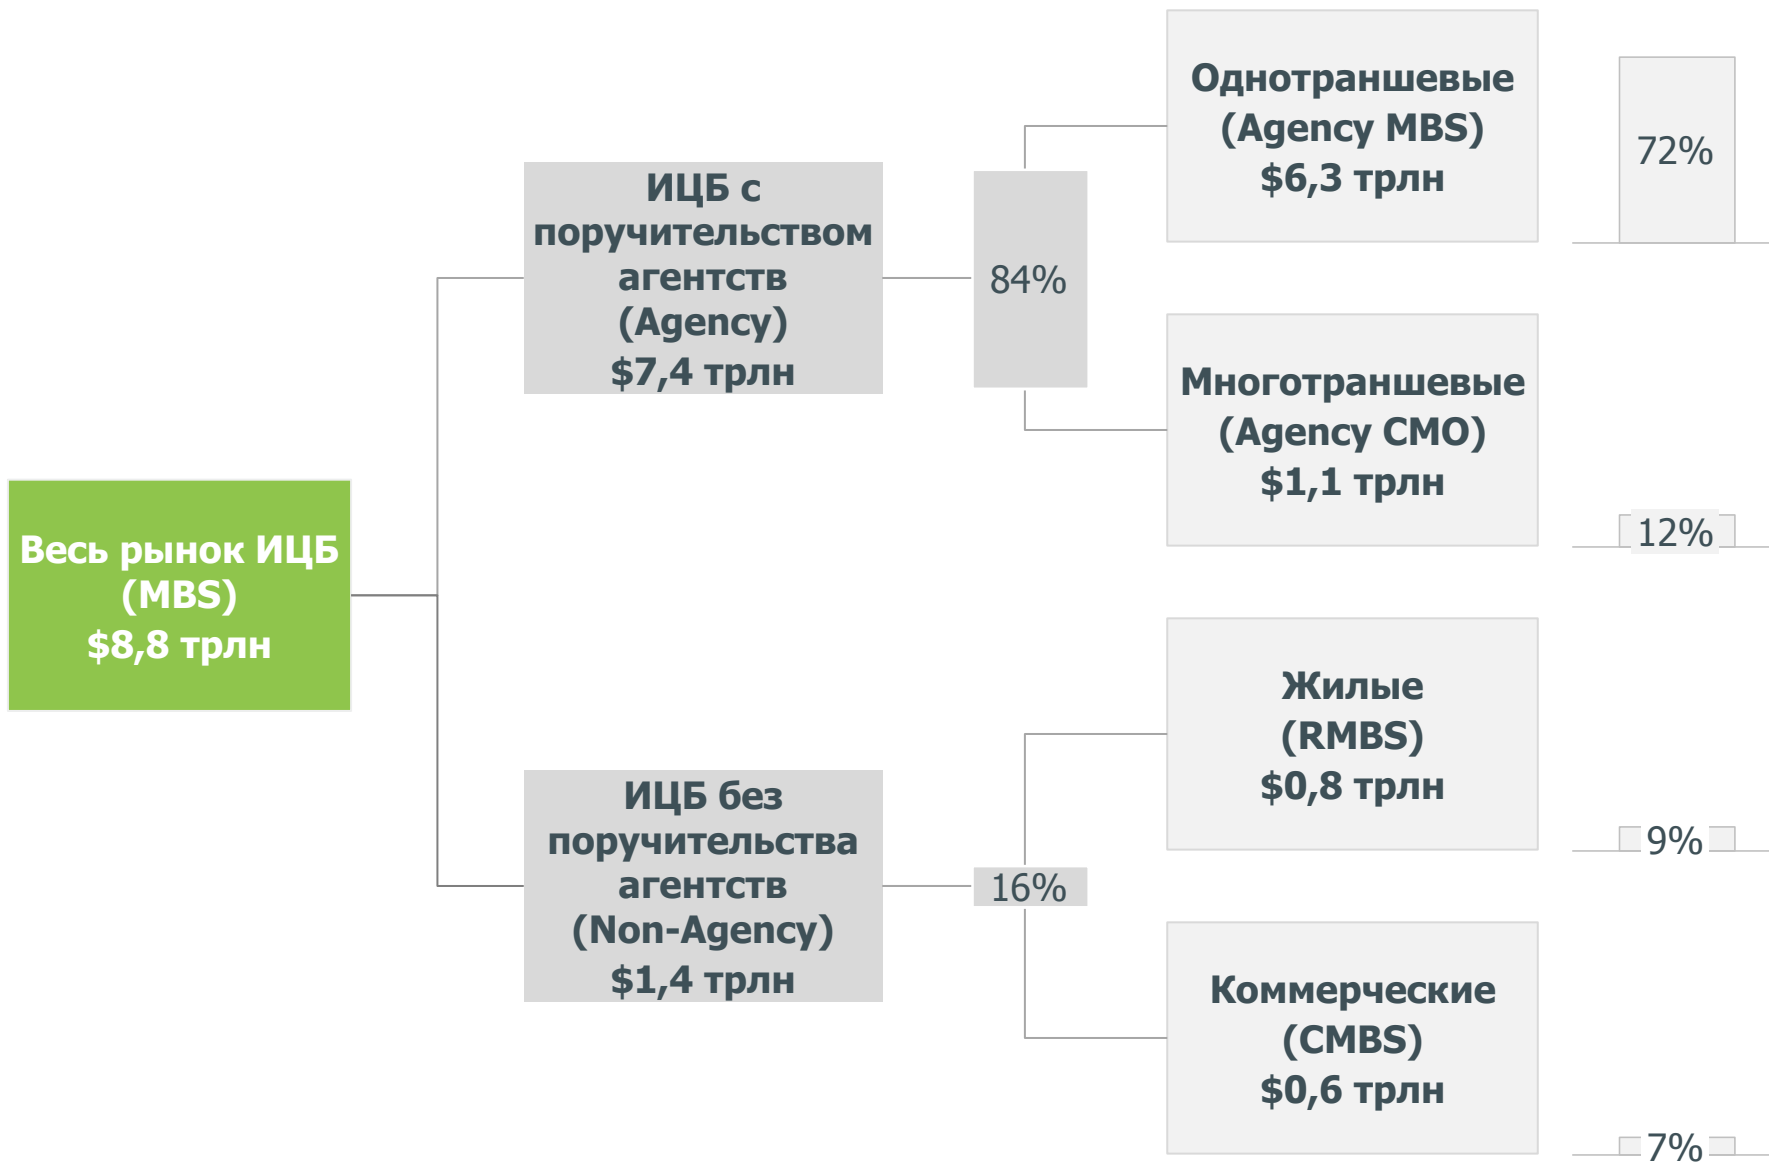 Весь рынок ИЦБ
(MBS)
$8,8 трлн
ИЦБ с
поручительством
агентств
(Agency)
$7,4 трлн
84%
Однотраншевые
(Agency MBS)
$6,3 трлн
72%
Многотраншевые
(Agency CMO)
$1,1 трлн
12%
ИЦБ без
поручительства
агентств
(Non-Agency)
$1,4 трлн
16%
Жилые
(RMBS)
$0,8 трлн
9%
Коммерческие
(CMBS)
$0,6 трлн
7%